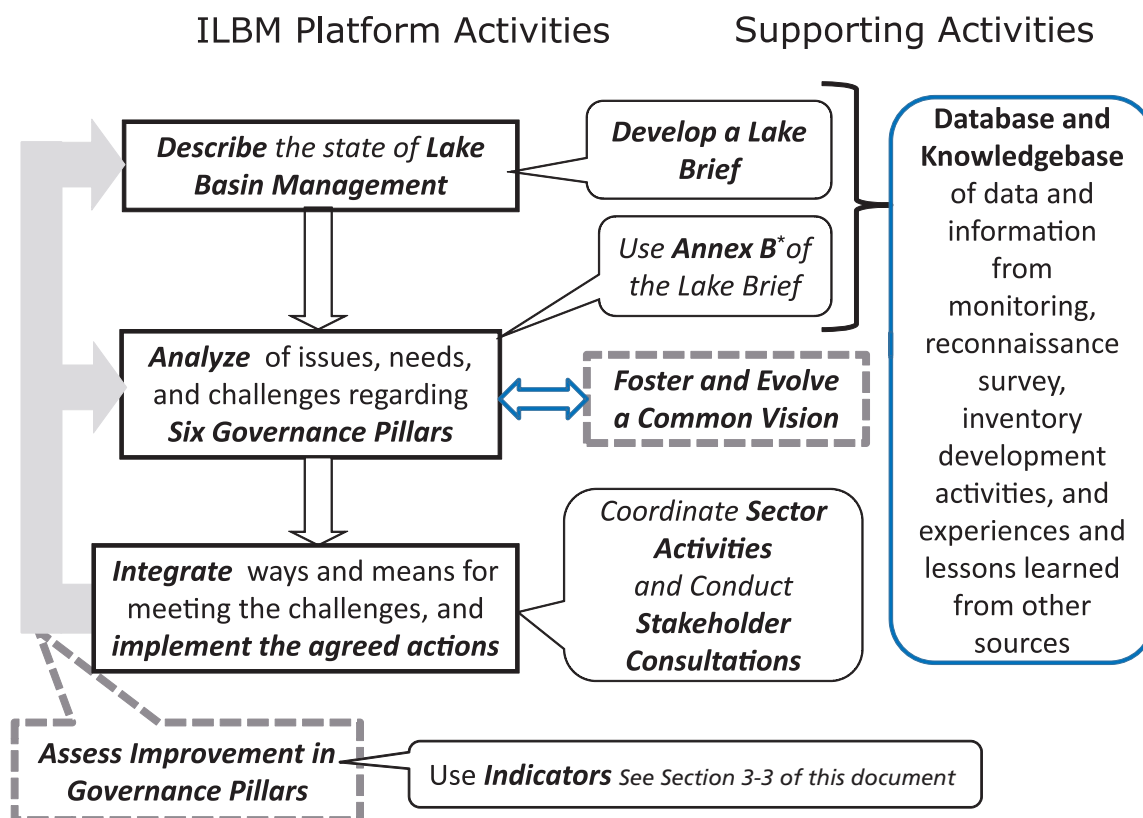 ILBM Platform Activities
Supporting Activities
Describe the state of Lake
Basin Management
Develop a Lake
Brief
Use Annex B* of
the Lake Brief
Analyze of issues, needs,
and challenges regarding
Six Governance Pillars
Foster and Evolve
a Common Vision
Integrate ways and means for
meeting the challenges, and
implement the agreed actions
Coordinate Sector
Activities
and Conduct
Stakeholder
Consultations
Database and
Knowledgebase
of data and
information
from
monitoring,
reconnaissance
survey,
inventory
development
activities, and
experiences and
lessons learned
from other
sources
Assess Improvement in
Governance Pillars
Use Indicators See Section 3-3 of this document